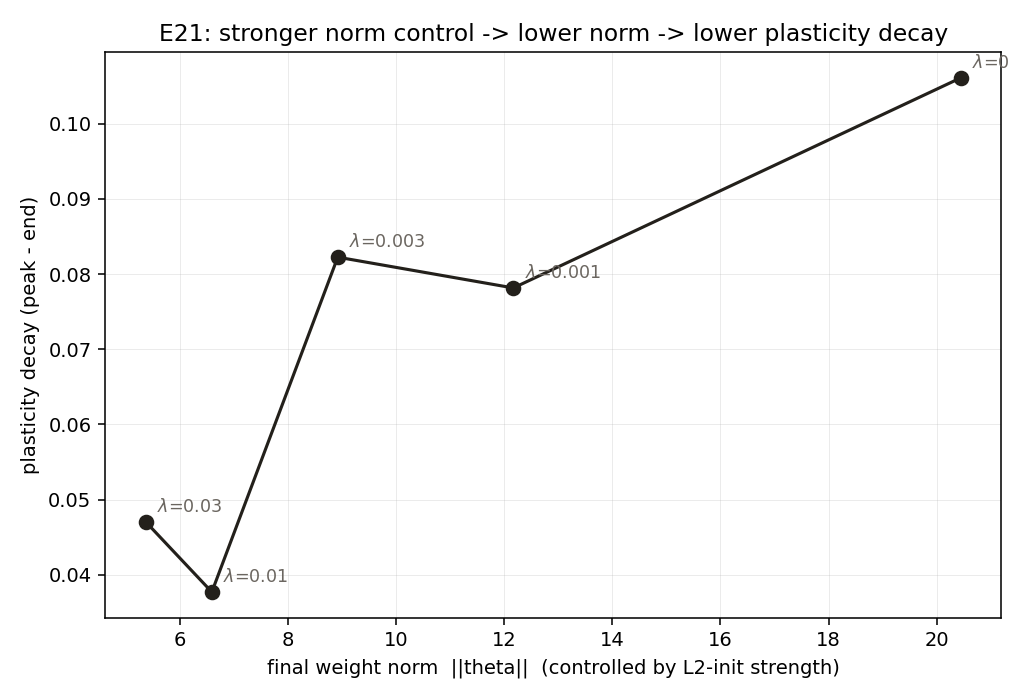 E21: stronger norm control -> lower norm -> lower plasticity decay
λ=0
0.10
0.09
λ=0.003
0.08
λ=0.001
0.07
0.06
0.05
λ=0.03
0.04
λ=0.01
plasticity decay (peak - end)
6 8 10 12 14 16 18 20
final weight norm ||theta|| (controlled by L2-init strength)